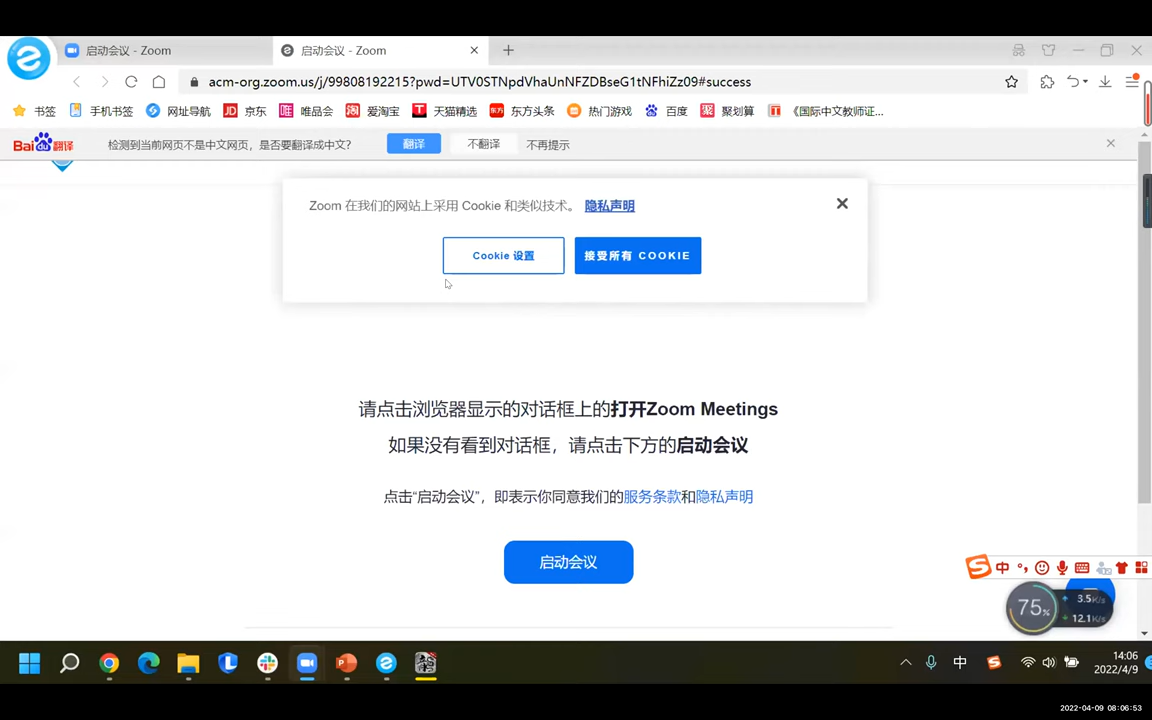 启动会议 - Zoom
启动会议 - Zoom
acm-org.zoom.us/j/99808192215?pwd=UTV0STNpdVhaUnNFZDBseG1tNFhiZz09#success
书签 手机书签 网址导航 JD 京东 唯 唯品会 淘 爱淘宝 T 天猫精选 东方 东方头条 热门游戏 百度 聚划算 T 《国际中文教师证...
Bai du 翻译 检测到当前网页不是中文网页，是否要翻译成中文? 翻译 不翻译 不再提示
Zoom 在我们的网站上采用 Cookie 和类似技术。 隐私声明
Cookie 设置 接受所有 COOKIE
请点击浏览器显示的对话框上的打开Zoom Meetings
如果没有看到对话框，请点击下方的启动会议
点击“启动会议”，即表示你同意我们的服务条款和隐私声明
启动会议
中
75% 3.5K/s
12.1K/s
中
14:06
2022/4/9
2022-04-09 08:06:53